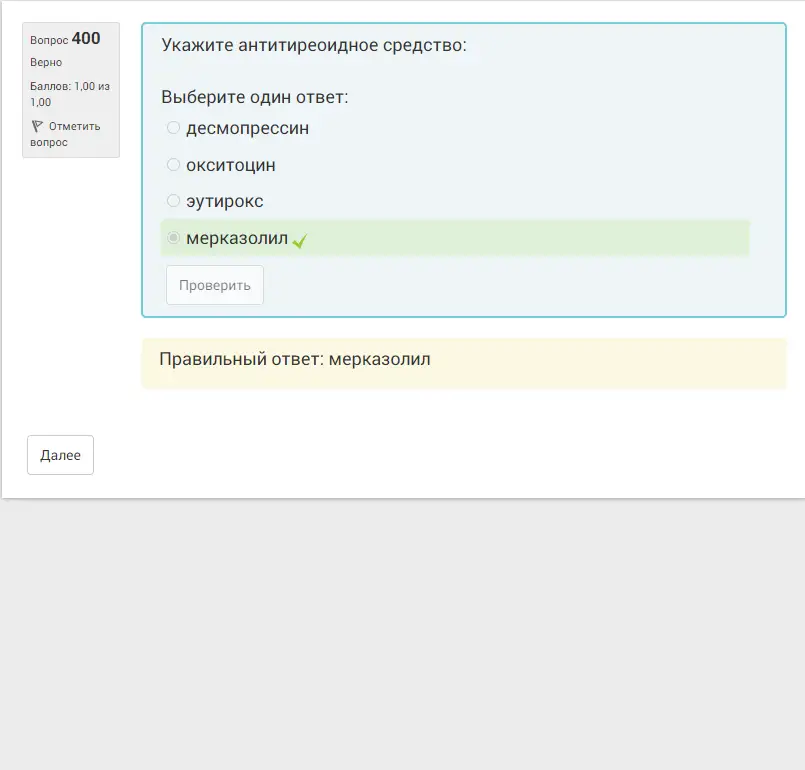 Вопрос 400
Верно
Баллов: 1,00 из
1,00
Отметить
вопрос
Укажите антитиреоидное средство:
Выберите один ответ:
десмопрессин
окситоцин
эутирокс
мерказолил
Проверить
Правильный ответ: мерказолил
Далее